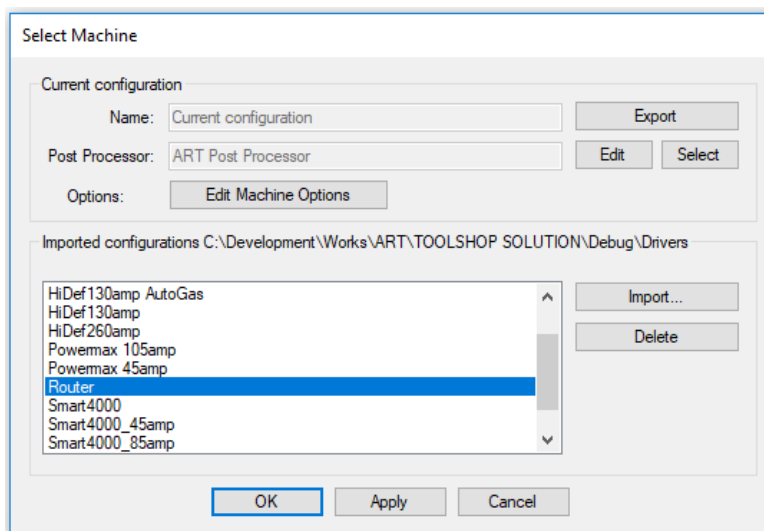 Select Machine
Current configuration
Name: Current configuration Export
Post Processor: ART Post Processor Edit Select
Options: Edit Machine Options
Imported configurations C:\Development\Works\ART\TOOLSHOP SOLUTION\Debug\Drivers
HiDef130amp AutoGas
HiDef130amp
HiDef260amp
Powermax 105amp
Powermax 45amp
Router
Smart4000
Smart4000_45amp
Smart4000_85amp
Import...
Delete
OK Apply Cancel